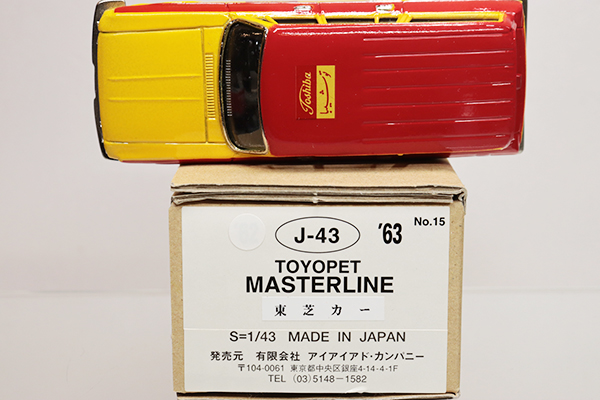 Toshiba
توشيبا
J-43
'63
No.15
TOYOPET
MASTERLINE
東芝カー
S=1/43 MADE IN JAPAN
発売元 有限会社 アイアイアド・カンパニー
〒104-0061 東京都中央区銀座4-14-4-1F
TEL (03)5148-1582